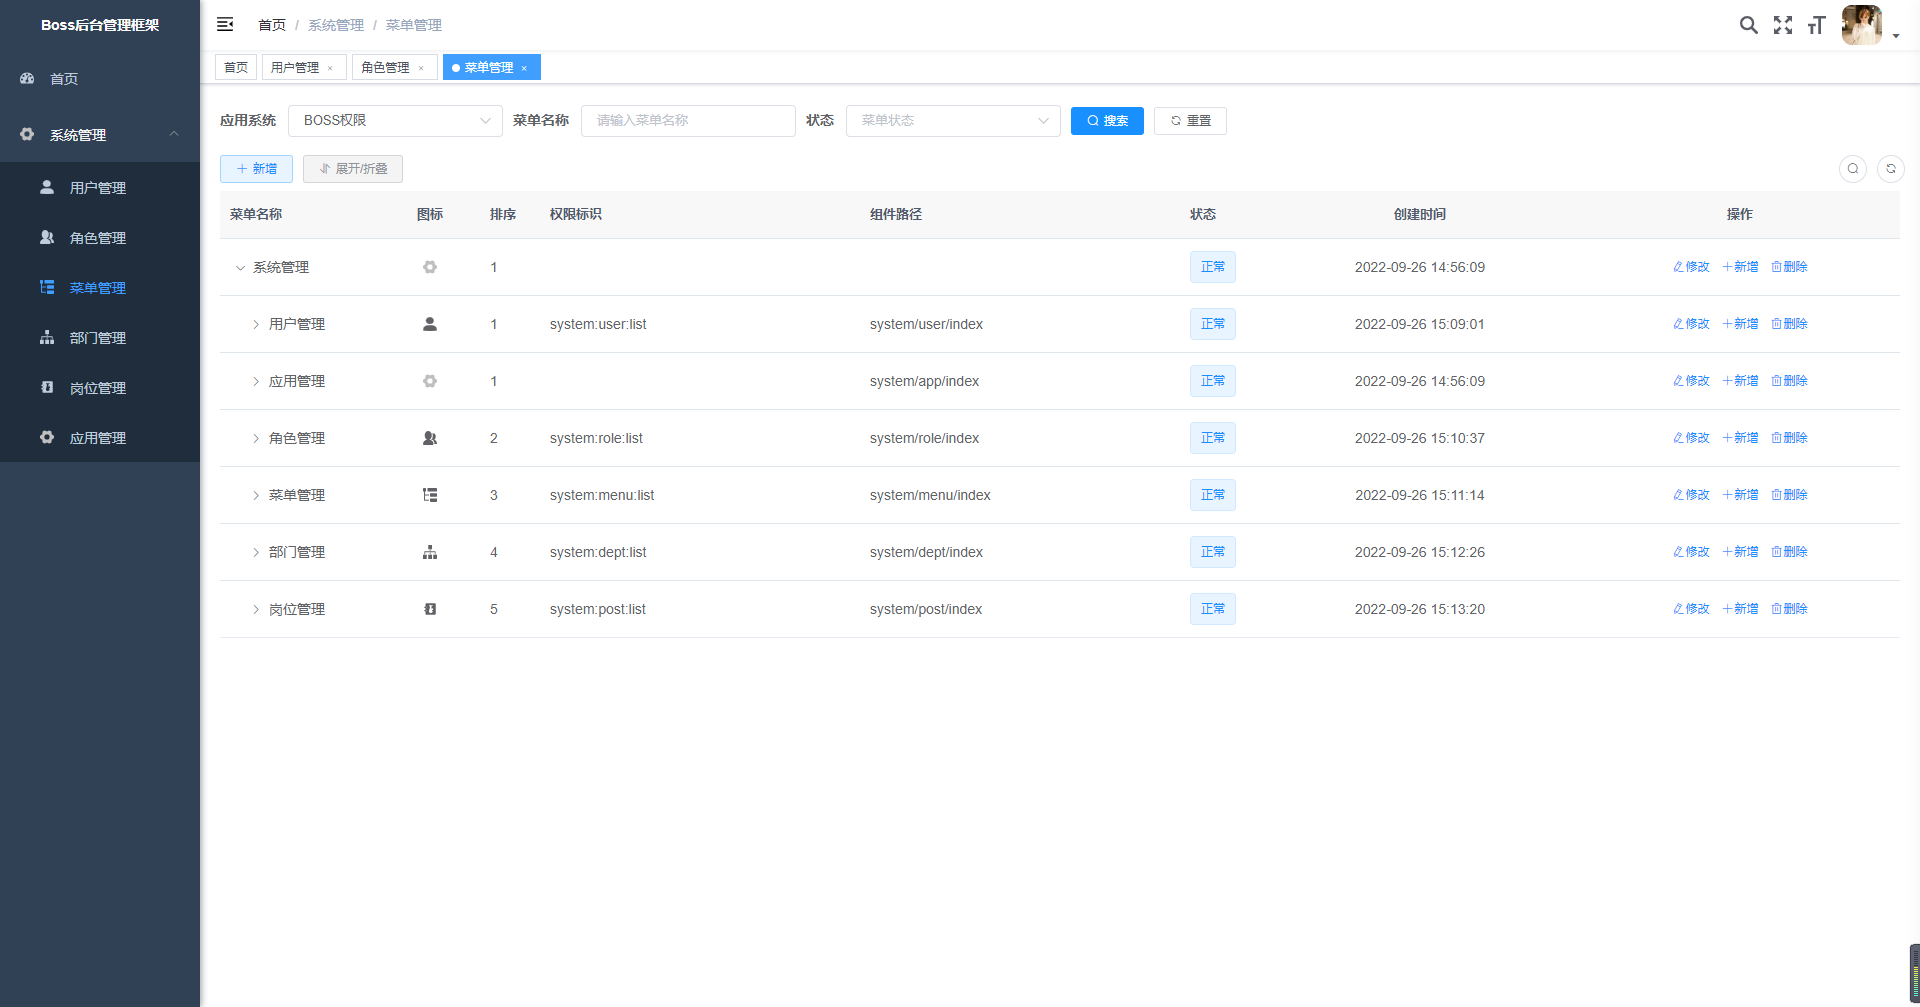 Boss后台管理框架
首页 / 系统管理 / 菜单管理
首页
用户管理 ×
角色管理 ×
菜单管理 ×
首页
系统管理
用户管理
角色管理
菜单管理
部门管理
岗位管理
应用管理
应用系统 BOSS权限 菜单名称 请输入菜单名称 状态 菜单状态 搜索 重置
新增 展开/折叠
菜单名称 图标 排序 权限标识 组件路径 状态 创建时间 操作
系统管理 1 正常 2022-09-26 14:56:09 修改 新增 删除
用户管理 1 system:user:list system/user/index 正常 2022-09-26 15:09:01 修改 新增 删除
应用管理 1 system/app/index 正常 2022-09-26 14:56:09 修改 新增 删除
角色管理 2 system:role:list system/role/index 正常 2022-09-26 15:10:37 修改 新增 删除
菜单管理 3 system:menu:list system/menu/index 正常 2022-09-26 15:11:14 修改 新增 删除
部门管理 4 system:dept:list system/dept/index 正常 2022-09-26 15:12:26 修改 新增 删除
岗位管理 5 system:post:list system/post/index 正常 2022-09-26 15:13:20 修改 新增 删除